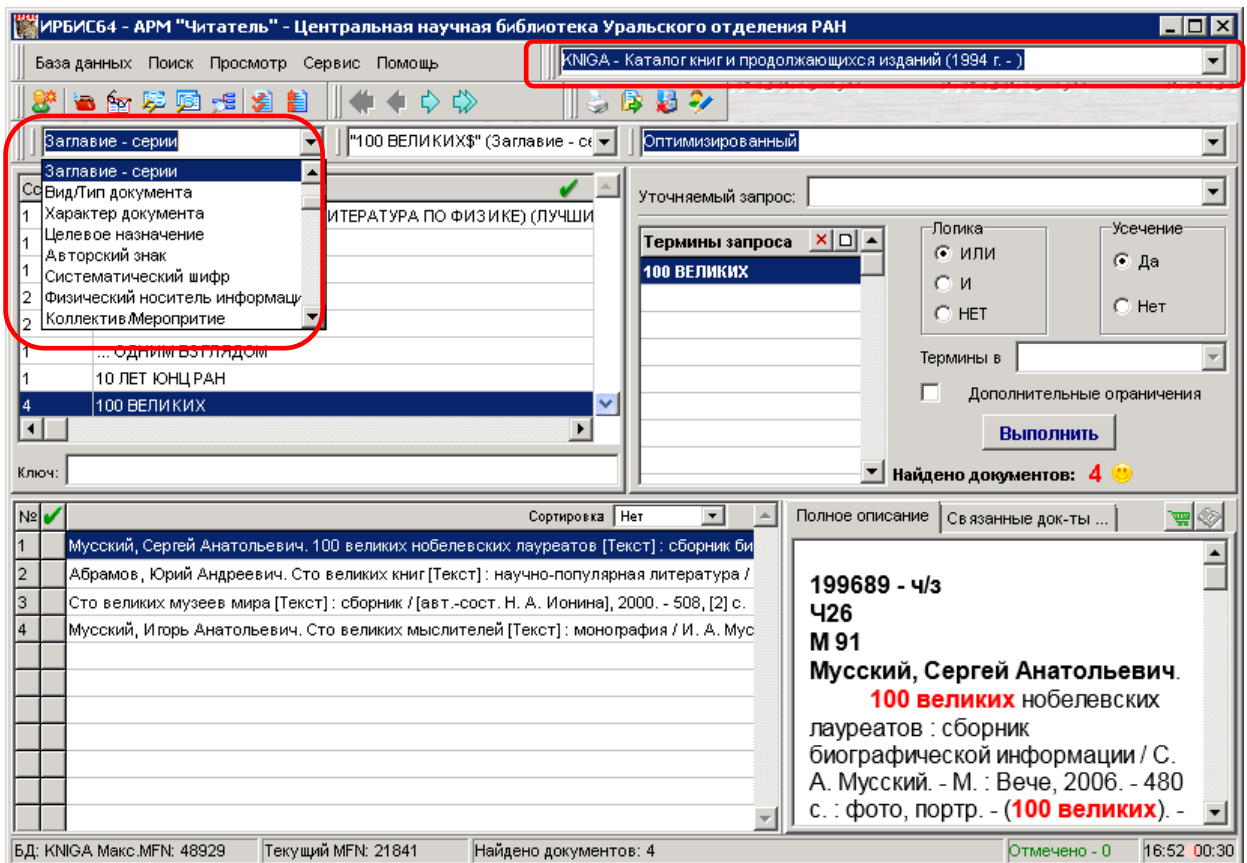 ИРБИС64 - АРМ "Читатель" - Центральная научная библиотека Уральского отделения РАН
База данных Поиск Просмотр Сервис Помощь
KNIGA - Каталог книг и продолжающихся изданий (1994 г. - )
Заглавие - серии
"100 ВЕЛИКИХ$" (Заглавие - се
Оптимизированный
Заглавие - серии
Вид/Тип документа
Характер документа
Целевое назначение
Авторский знак
Систематический шифр
Физический носитель информаци
Коллектив/Меропритие
1 ИТЕРАТУРА ПО ФИЗИКЕ) (ЛУЧШИ
1
1
2
2
1 ... ОДНИМ ВЗГЛЯДОМ
1 10 ЛЕТ ЮНЦ РАН
4 100 ВЕЛИКИХ
Ключ:
Уточняемый запрос:
Термины запроса
100 ВЕЛИКИХ
Логика
ИЛИ
И
НЕТ
Усечение
Да
Нет
Термины в
Дополнительные ограничения
Выполнить
Найдено документов: 4
№ Сортировка Нет
1 Мусский, Сергей Анатольевич. 100 великих нобелевских лауреатов [Текст] : сборник би
2 Абрамов, Юрий Андреевич. Сто великих книг [Текст] : научно-популярная литература /
3 Сто великих музеев мира [Текст] : сборник / [авт.-сост. Н. А. Ионина], 2000. - 508, [2] с.
4 Мусский, Игорь Анатольевич. Сто великих мыслителей [Текст] : монография / И. А. Мус
Полное описание Связанные док-ты ...
199689 - ч/з
Ч26
М 91
Мусский, Сергей Анатольевич.
100 великих нобелевских
лауреатов : сборник
биографической информации / С.
А. Мусский. - М. : Вече, 2006. - 480
с. : фото, портр. - (100 великих). -
БД: KNIGA Макс.MFN: 48929 Текущий MFN: 21841 Найдено документов: 4 Отмечено - 0 16:52 00:30